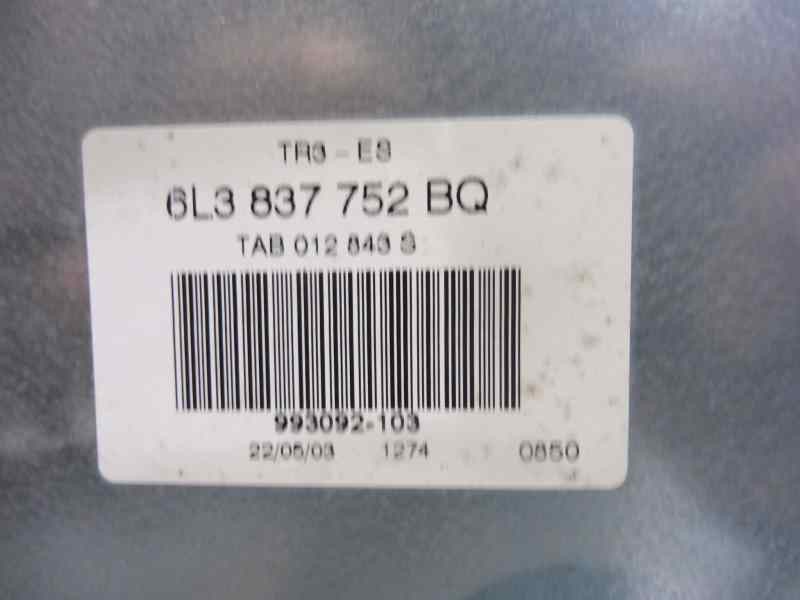 TR3 - ES
6L3 837 752 BQ
TAB 012 843 S
993092-103
22/05/03 1274 0850